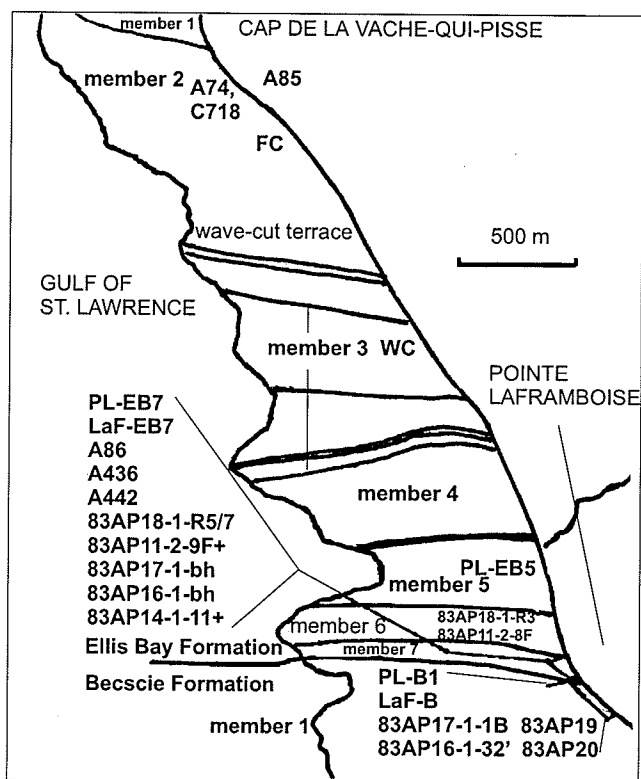 member 1
CAP DE LA VACHE-QUI-PISSE
member 2
A74,
C718
A85
FC
wave-cut terrace
500 m
GULF OF
ST. LAWRENCE
member 3 WC
POINTE
LAFRAMBOISE
PL-EB7
LaF-EB7
A86
A436
A442
83AP18-1-R5/7
83AP11-2-9F+
83AP17-1-bh
83AP16-1-bh
83AP14-1-11+
member 4
PL-EB5
member 5
83AP18-1-R3
83AP11-2-8F
member 6
member 7
Ellis Bay Formation
Becscie Formation
member 1
PL-B1
LaF-B
83AP17-1-1B 83AP19
83AP16-1-32' 83AP20